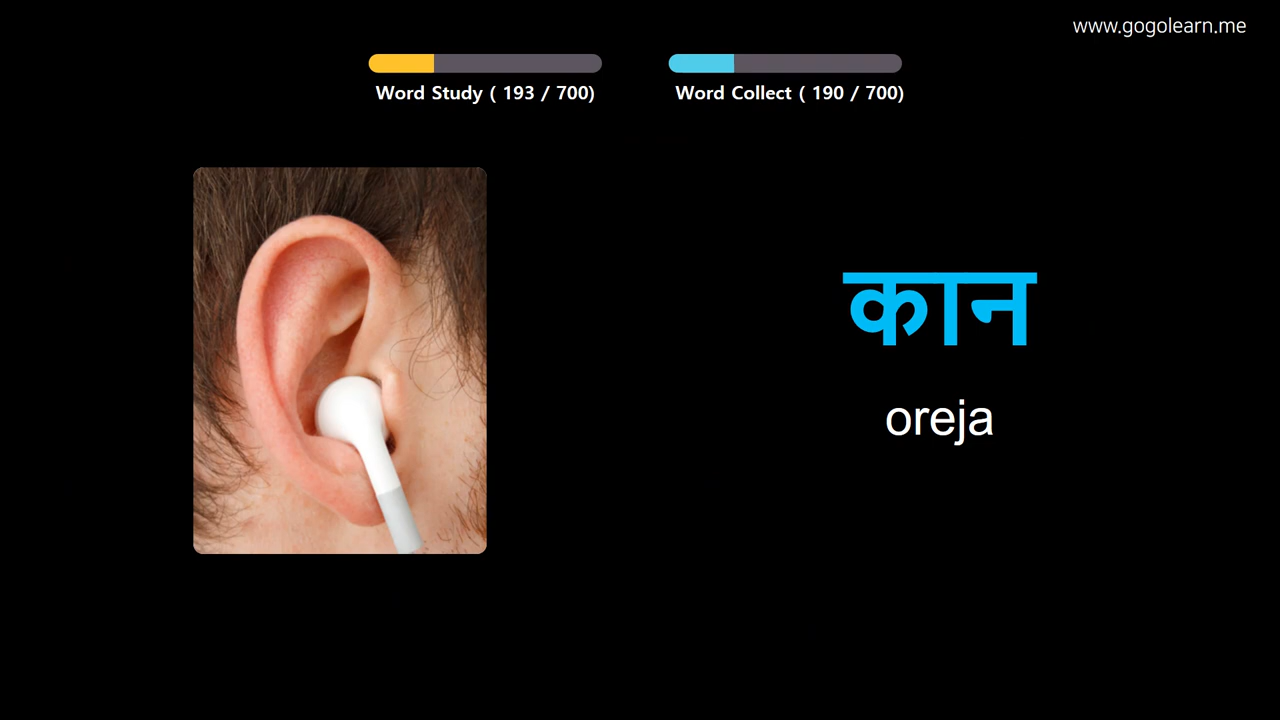 www.gogolearn.me
Word Study ( 193 / 700)
Word Collect ( 190 / 700)
कान
oreja